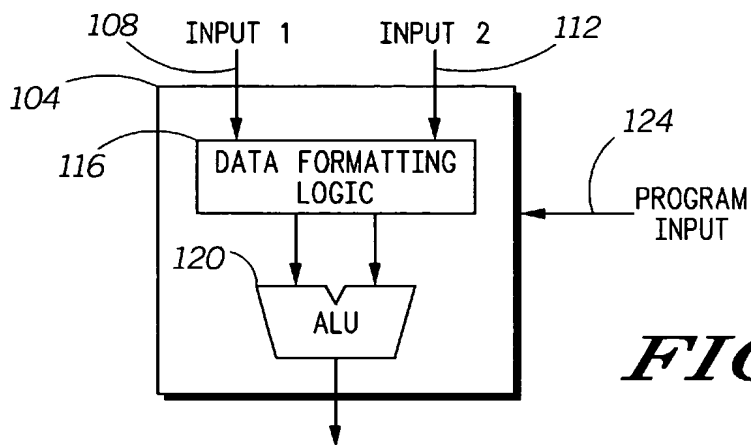 108
INPUT 1
INPUT 2
112
104
116
DATA FORMATTING
LOGIC
124
PROGRAM
INPUT
120
ALU